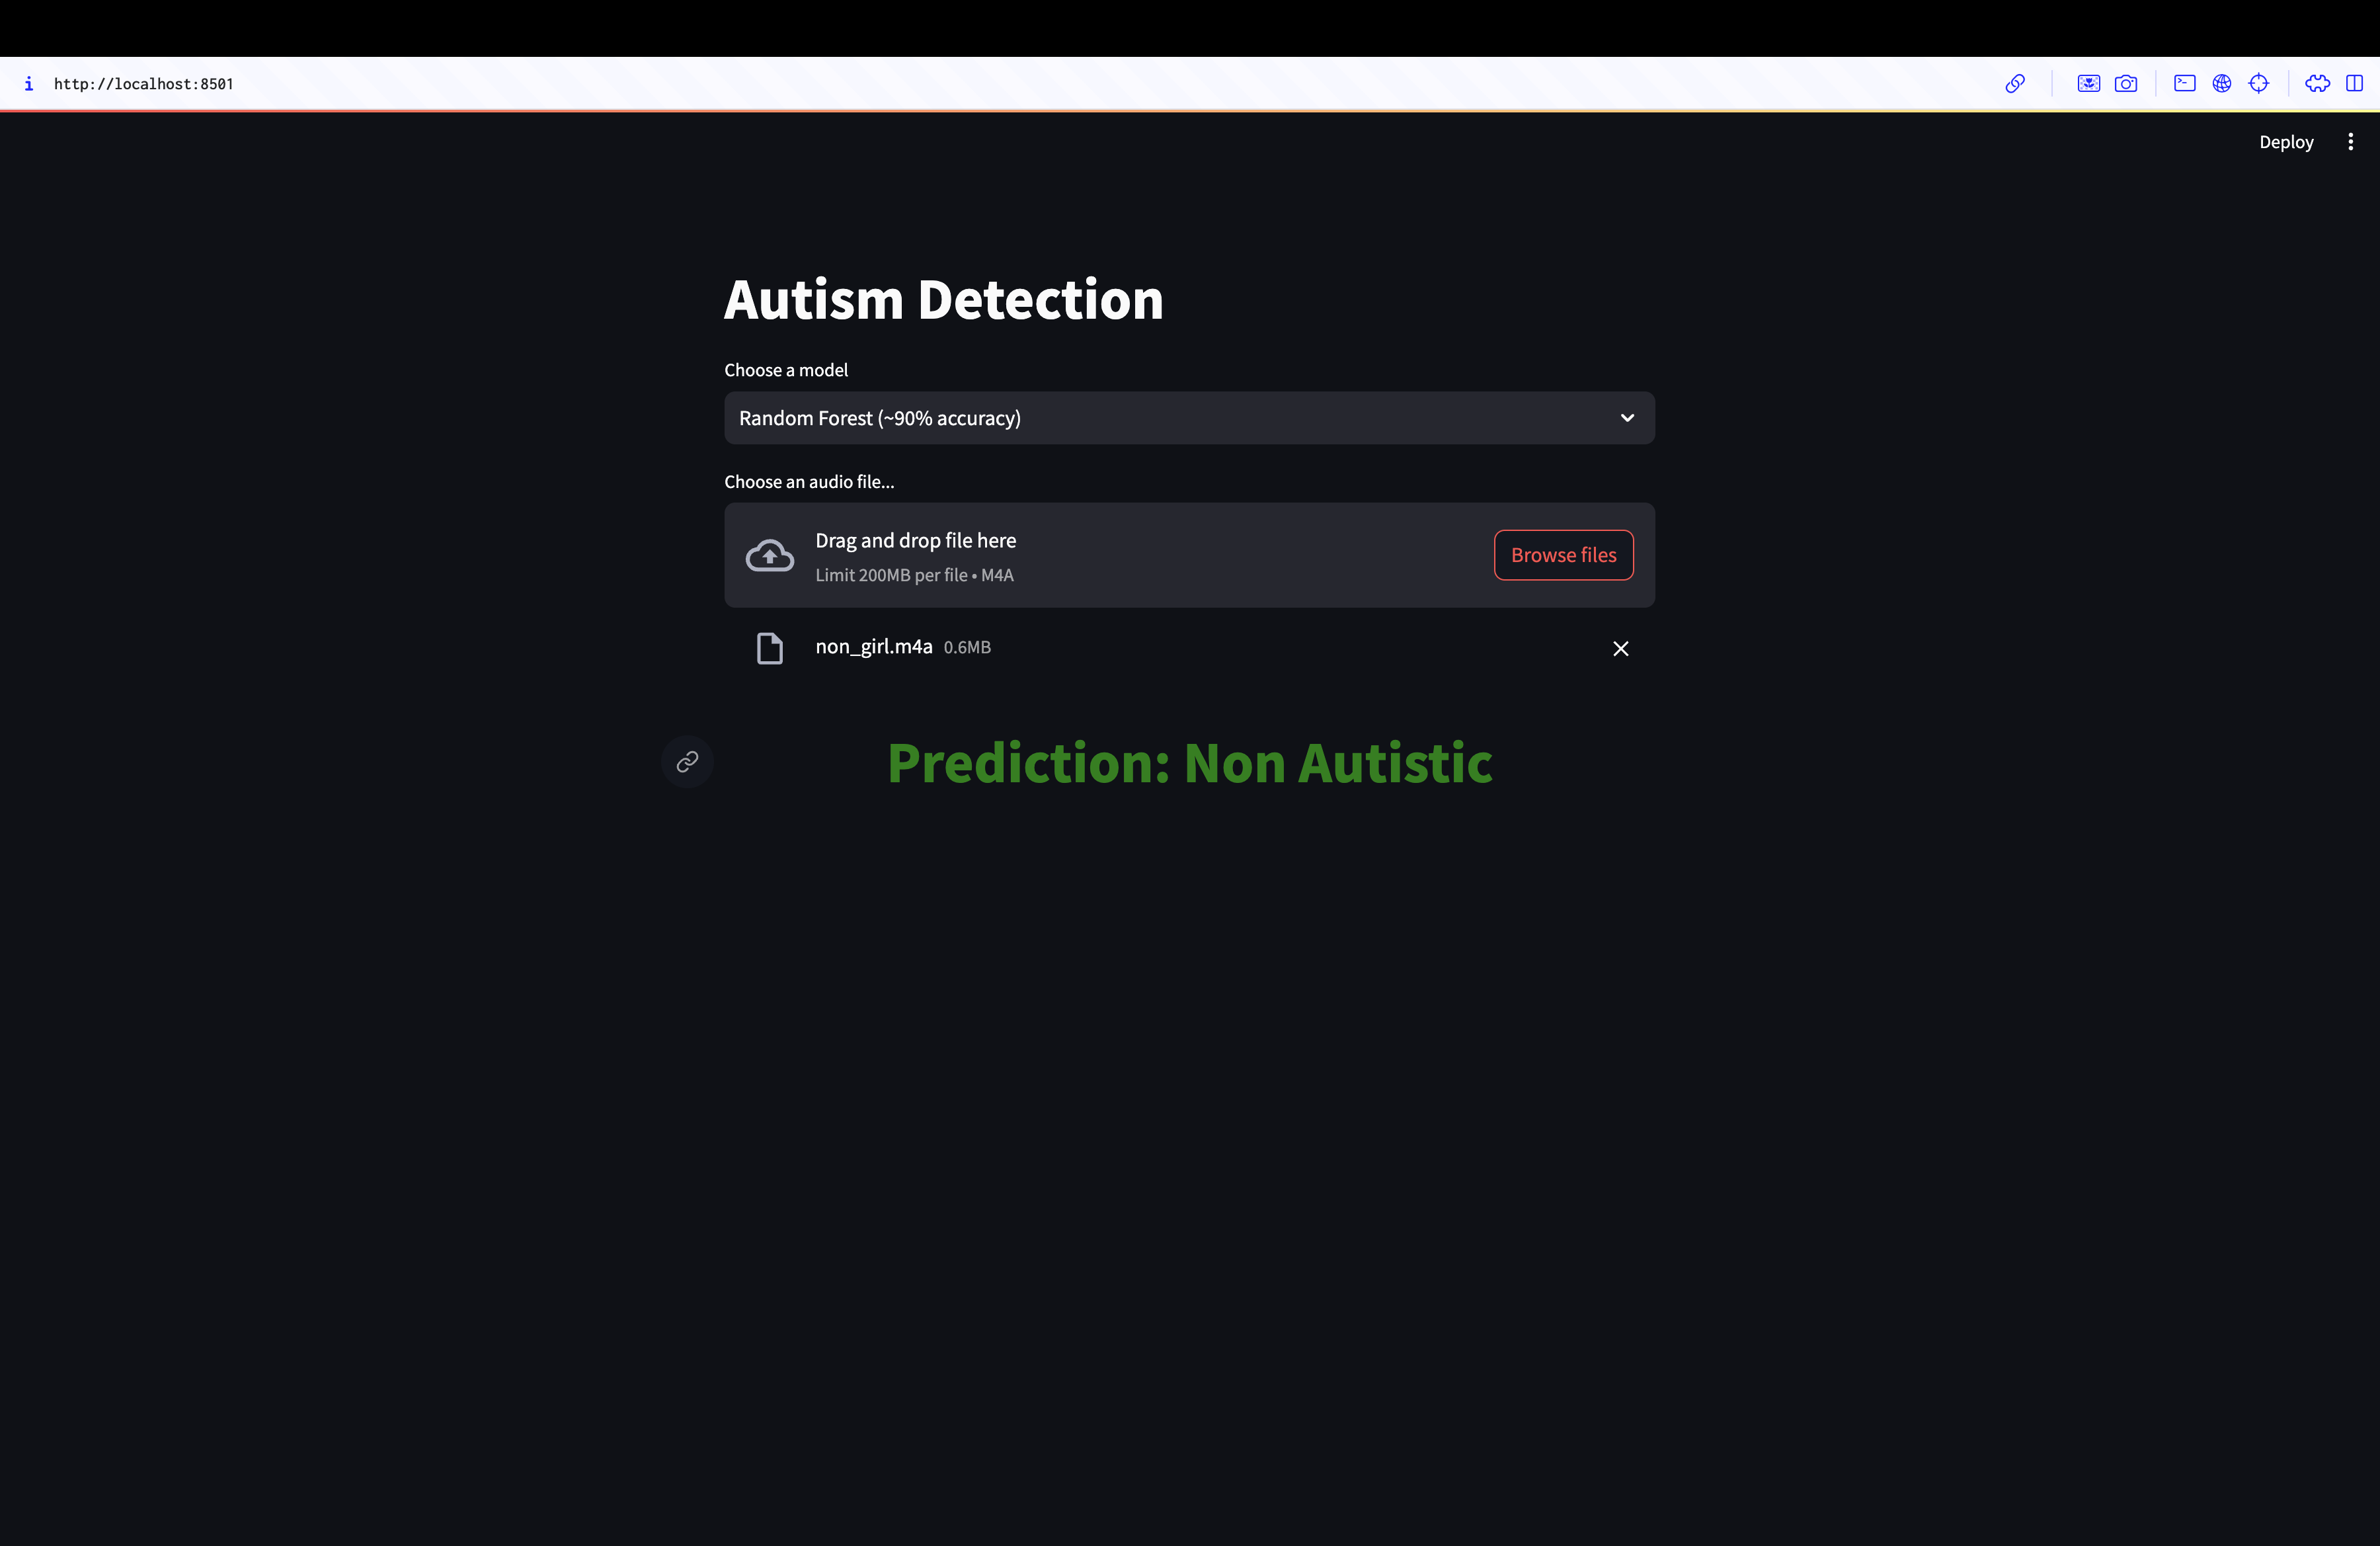 http://localhost:8501
Deploy
Autism Detection
Choose a model
Random Forest (~90% accuracy)
Choose an audio file...
Drag and drop file here
Limit 200MB per file • M4A
Browse files
non_girl.m4a 0.6MB
Prediction: Non Autistic